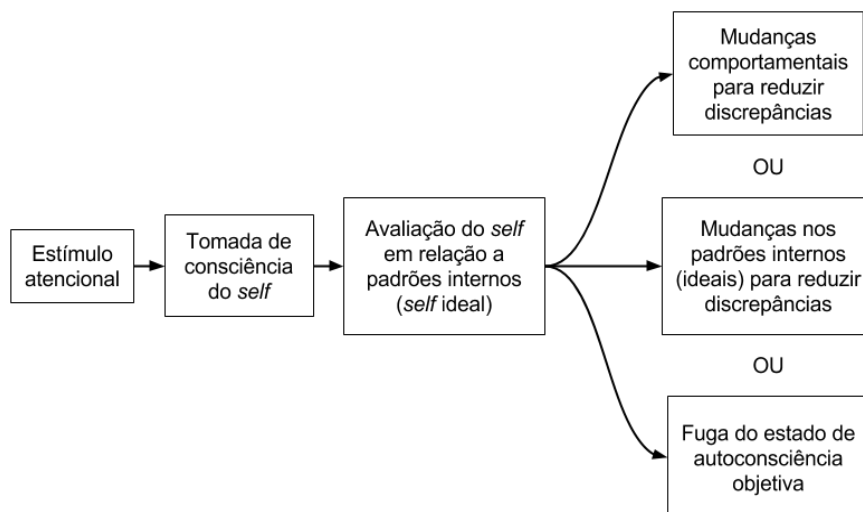 Estímulo
atencional
Tomada de
consciência
do self
Avaliação do self
em relação a
padrões internos
(self ideal)
Mudanças
comportamentais
para reduzir
discrepâncias
OU
Mudanças nos
padrões internos
(ideais) para reduzir
discrepâncias
OU
Fuga do estado de
autoconsciência
objetiva